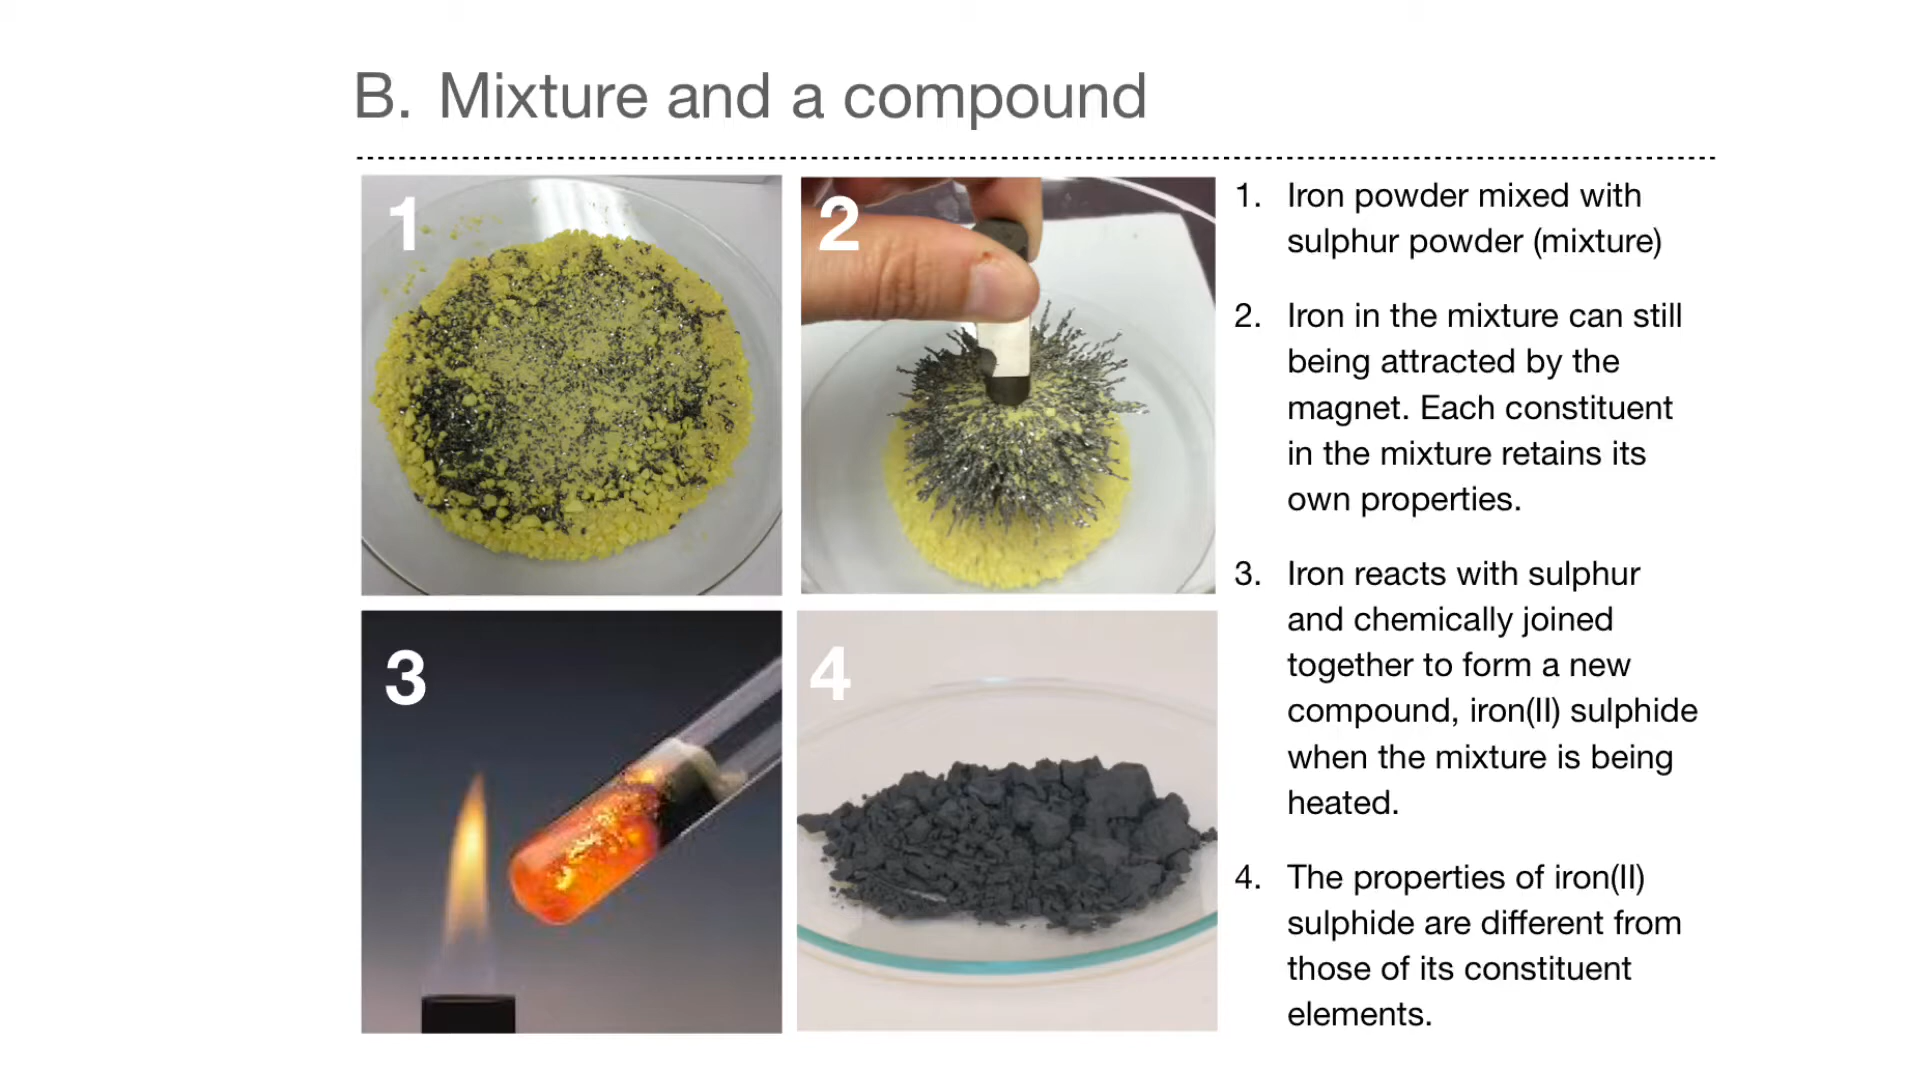 B. Mixture and a compound
1
2
3
4
1. Iron powder mixed with
sulphur powder (mixture)
2. Iron in the mixture can still
being attracted by the
magnet. Each constituent
in the mixture retains its
own properties.
3. Iron reacts with sulphur
and chemically joined
together to form a new
compound, iron(II) sulphide
when the mixture is being
heated.
4. The properties of iron(II)
sulphide are different from
those of its constituent
elements.